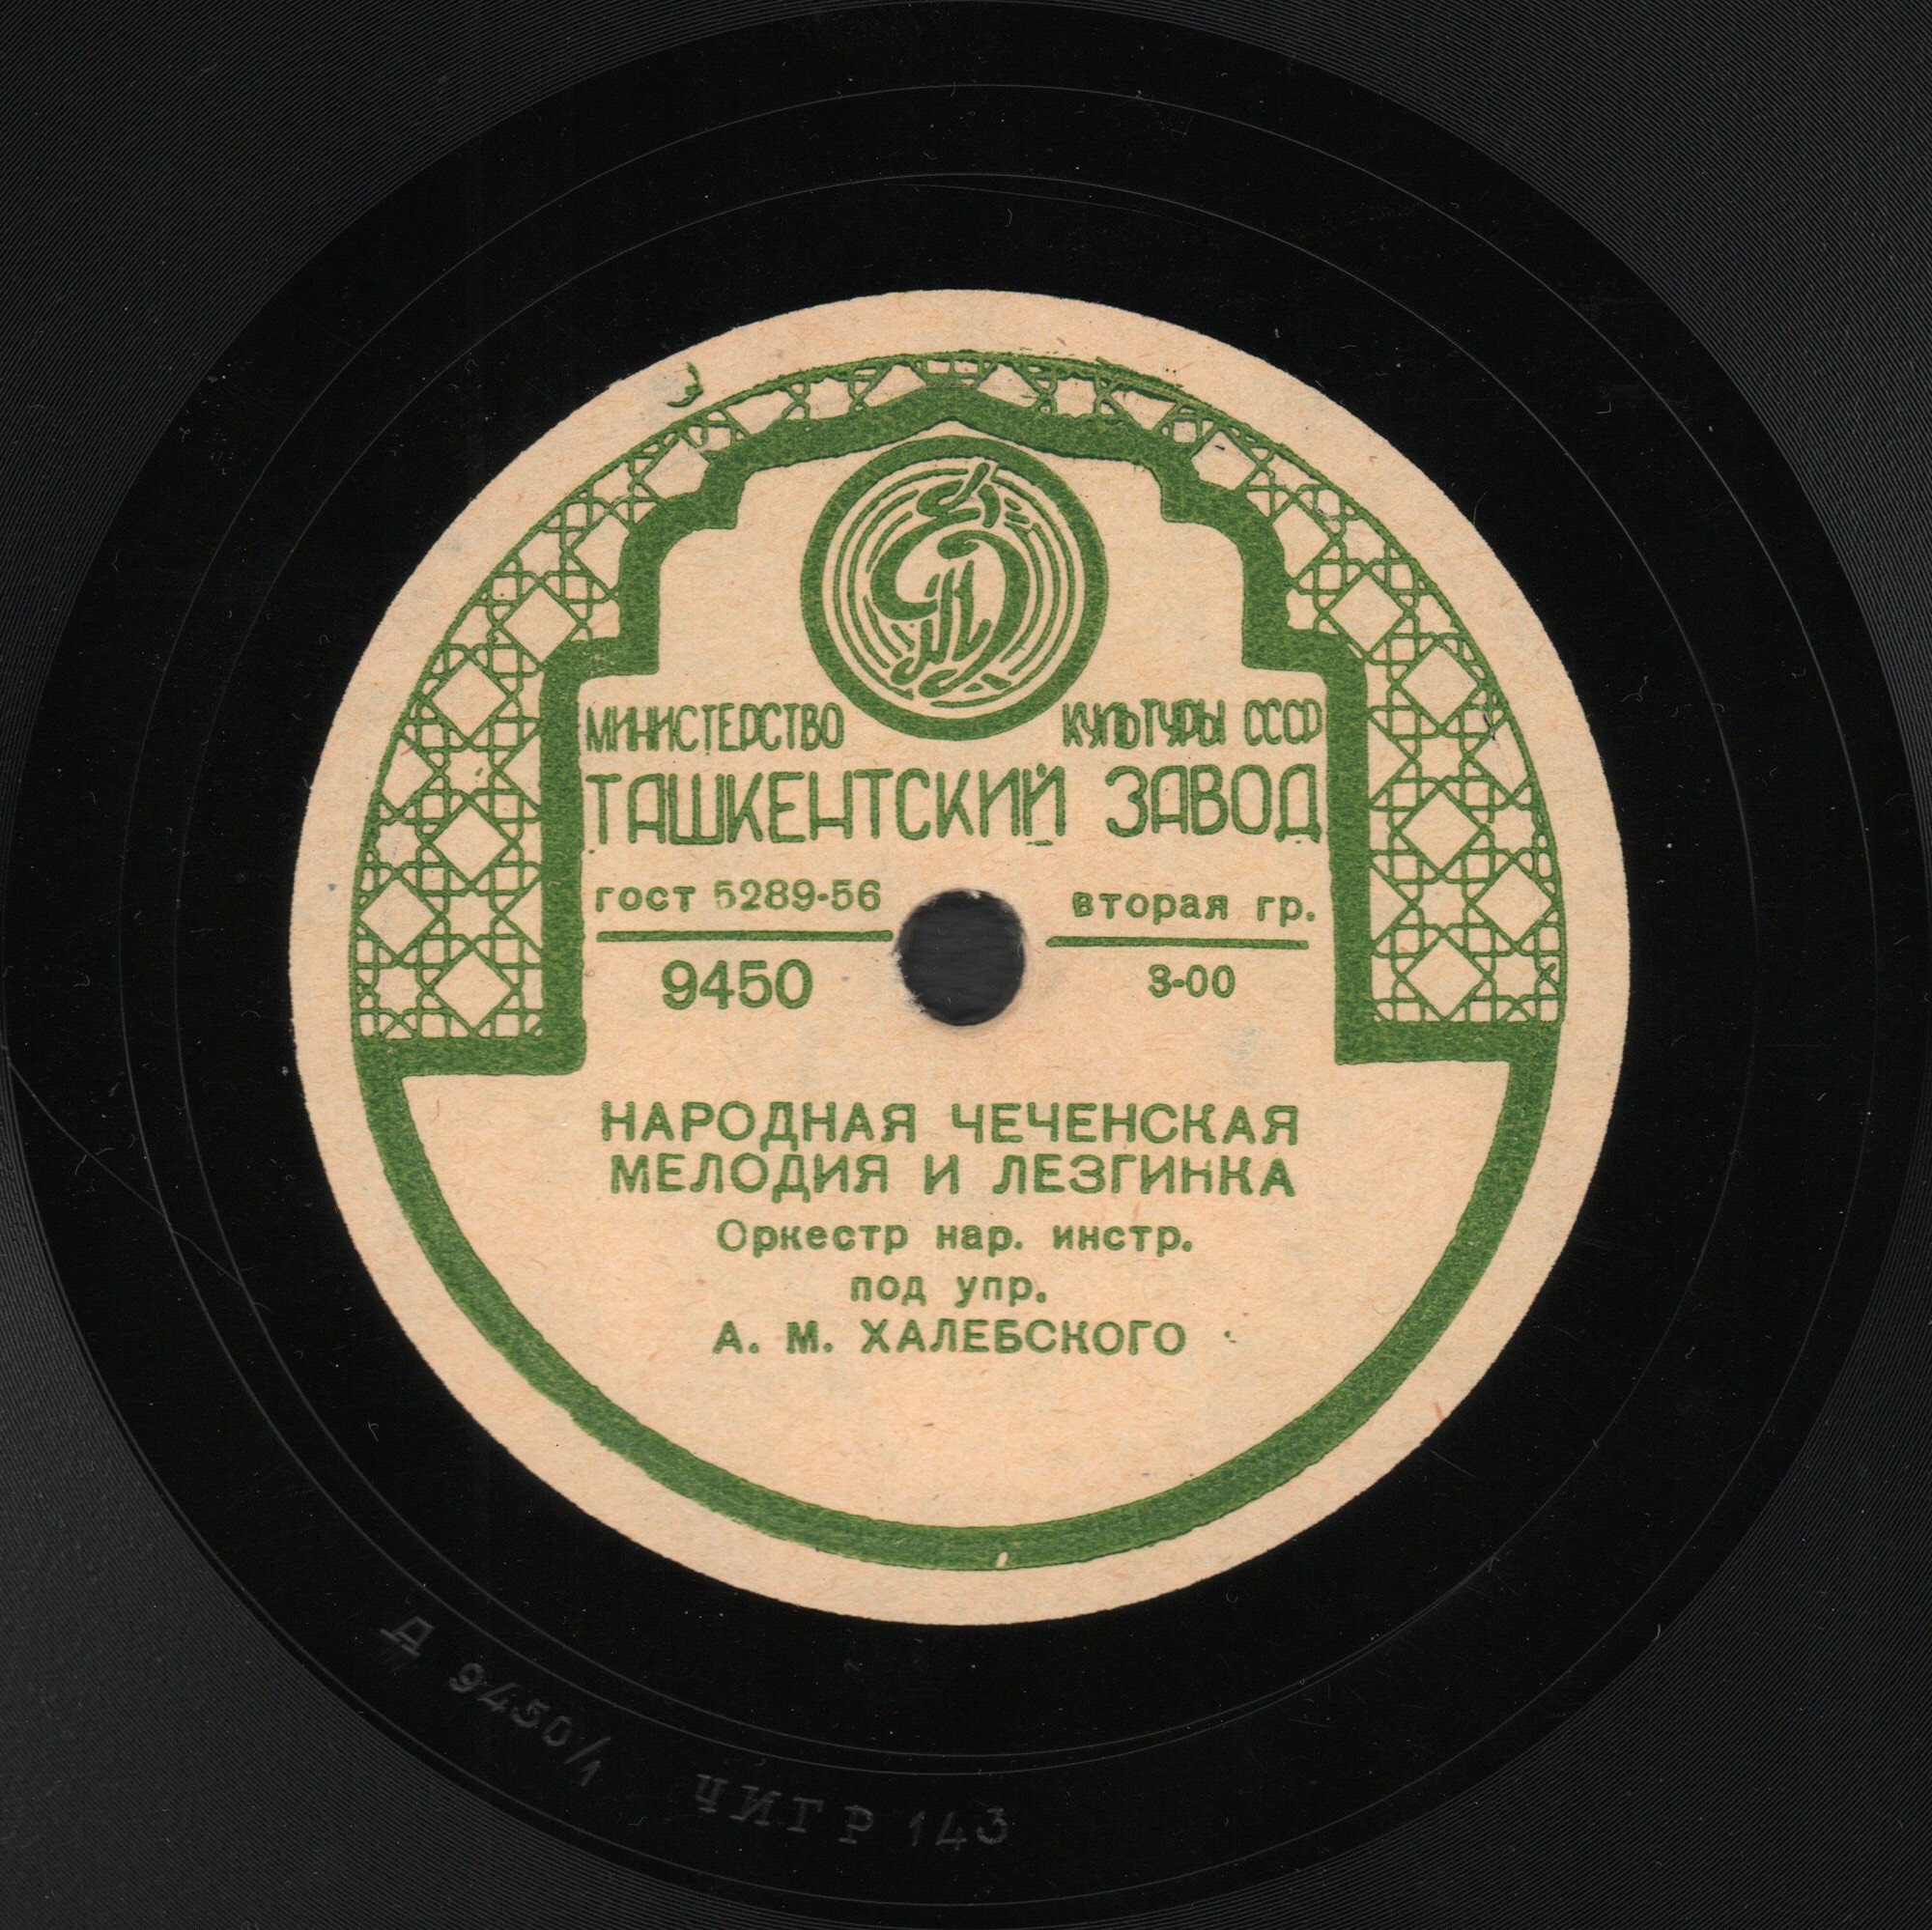 МИНИСТЕРСТВО КУЛЬТУРЫ СССР
ТАШКЕНТСКИЙ ЗАВОД
гост 5289-56 вторая гр.
9450 3-00
НАРОДНАЯ ЧЕЧЕНСКАЯ
МЕЛОДИЯ И ЛЕЗГИНКА
Оркестр нар. инстр.
под упр.
А. М. ХАЛЕБСКОГО
Д 9450/1 ЧИГР 143